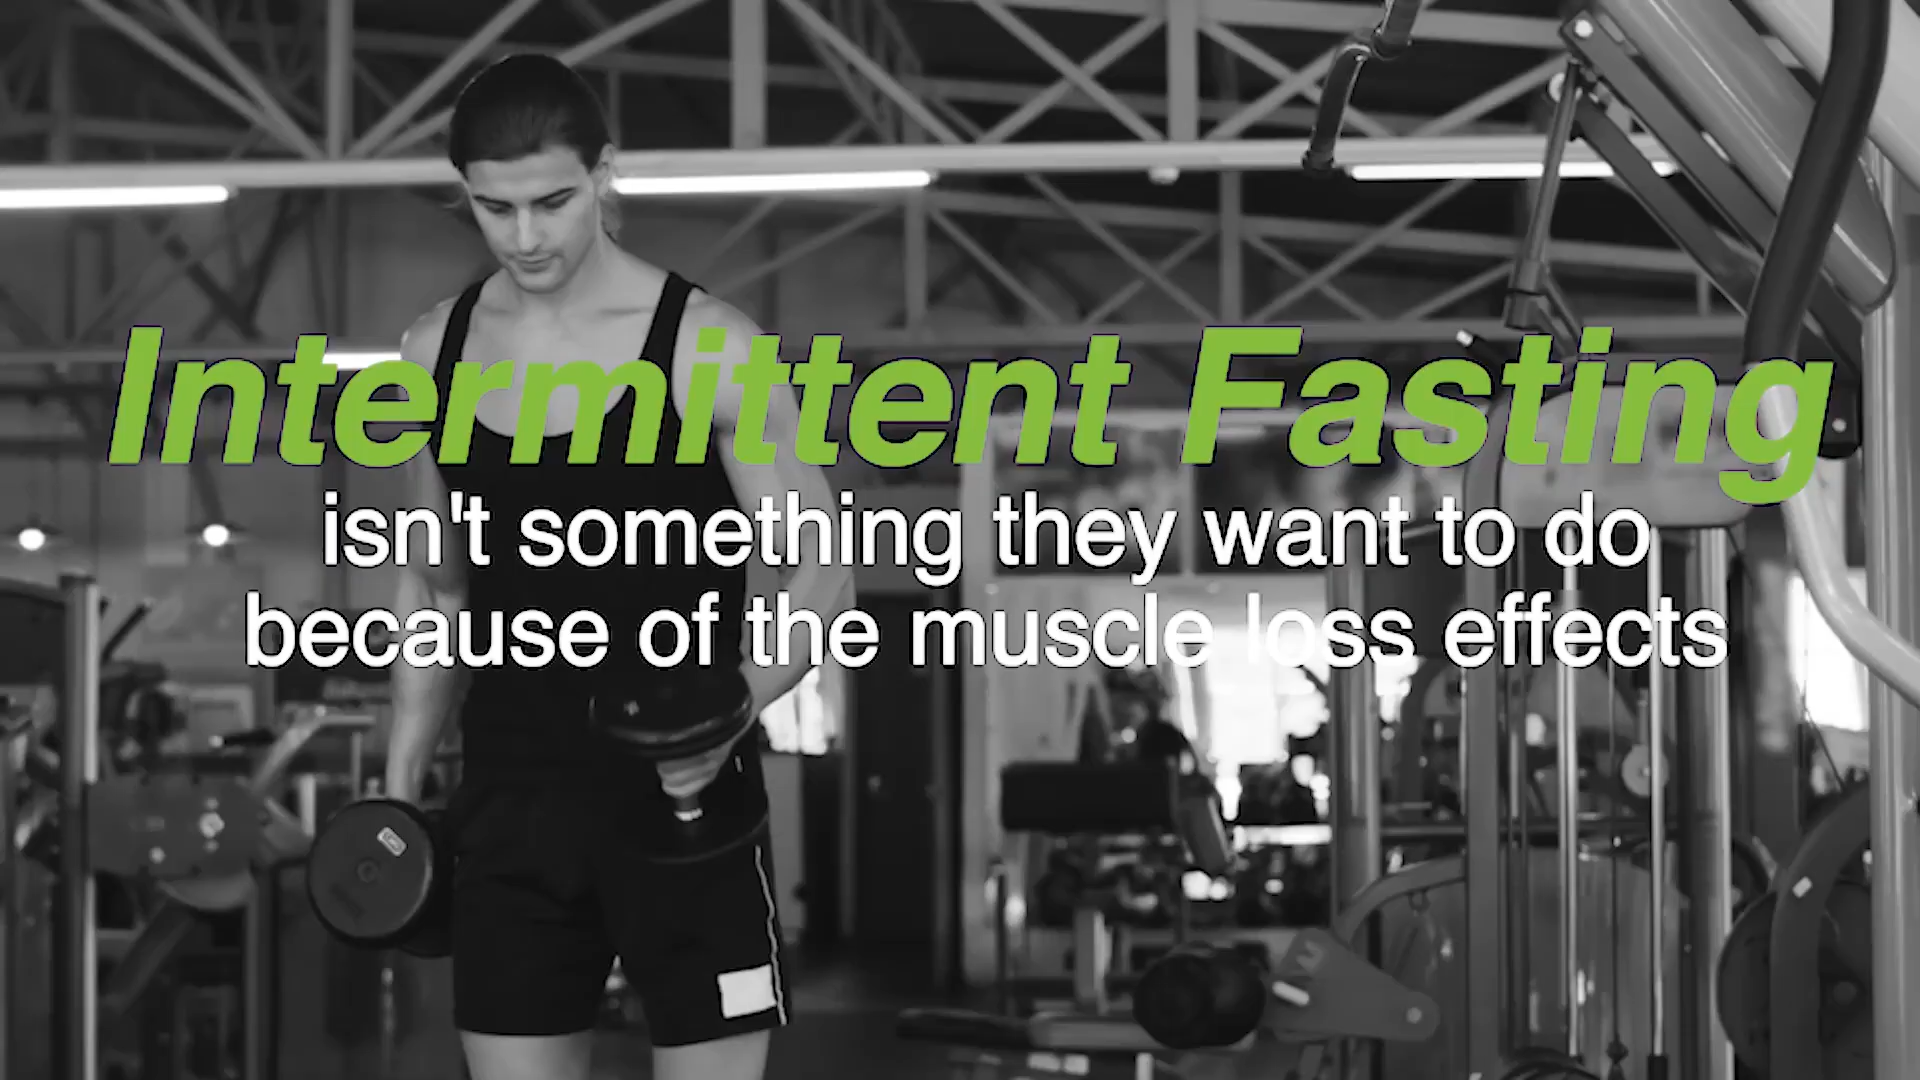 Intermittent Fasting
isn't something they want to do
because of the muscle loss effects